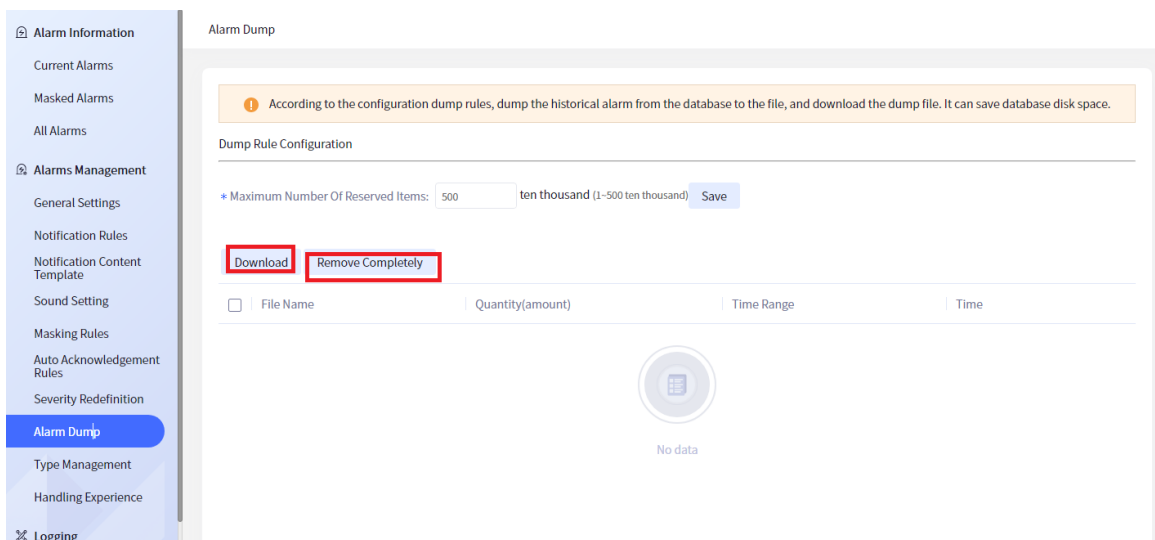 Alarm Information
Current Alarms
Masked Alarms
All Alarms
Alarms Management
General Settings
Notification Rules
Notification Content
Template
Sound Setting
Masking Rules
Auto Acknowledgement
Rules
Severity Redefinition
Alarm Dump
Type Management
Handling Experience
Logging
Alarm Dump
According to the configuration dump rules, dump the historical alarm from the database to the file, and download the dump file. It can save database disk space.
Dump Rule Configuration
* Maximum Number Of Reserved Items: 500 ten thousand (1~500 ten thousand) Save
Download Remove Completely
File Name Quantity(amount) Time Range Time
No data